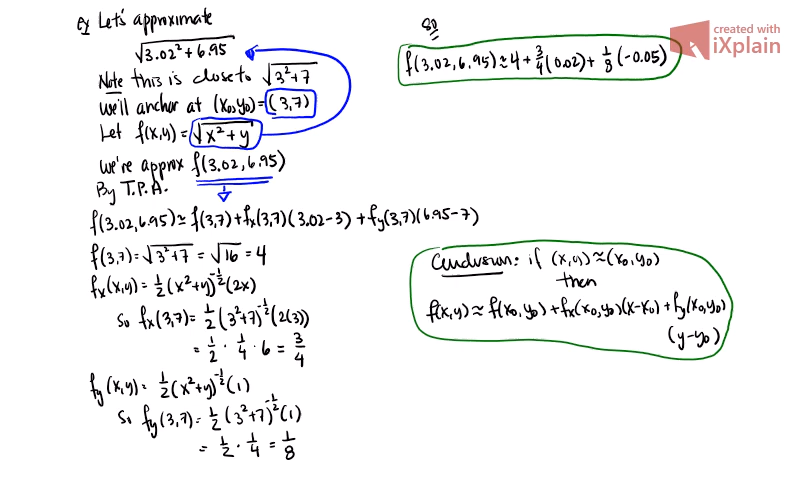 ex Let's approximate
√(3.02² + 6.95)
Note this is close to √(3²+7)
we'll anchor at (x₀,y₀) = (3,7)
Let f(x,y) = √(x²+y)
we're approx f(3.02, 6.95)
By T.P.A.
f(3.02, 6.95) ≈ f(3,7) + fx(3,7)(3.02-3) + fy(3,7)(6.95-7)
f(3,7) = √(3²+7) = √16 = 4
fx(x,y) = 1/2 (x²+y)^(-1/2) (2x)
so fx(3,7) = 1/2 (3²+7)^(-1/2) (2(3))
= 1/2 · 1/4 · 6 = 3/4
fy(x,y) = 1/2 (x²+y)^(-1/2) (1)
so fy(3,7) = 1/2 (3²+7)^(-1/2) (1)
= 1/2 · 1/4 = 1/8
so
f(3.02, 6.95) ≈ 4 + 3/4 (0.02) + 1/8 (-0.05)
created with
iXplain
Conclusion: if (x,y) ≈ (x₀,y₀)
then
f(x,y) ≈ f(x₀,y₀) + fx(x₀,y₀)(x-x₀) + fy(x₀,y₀)
(y-y₀)